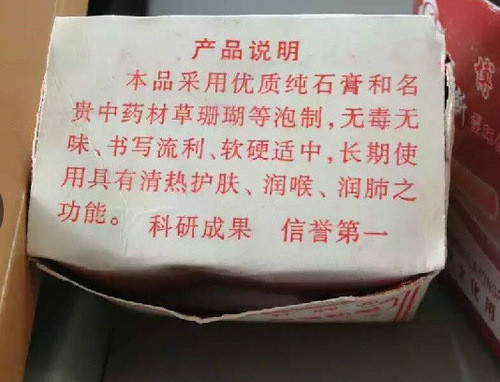 产品说明
本品采用优质纯石膏和名
贵中药材草珊瑚等泡制，无毒无
味、书写流利、软硬适中，长期使
用具有清热护肤、润喉、润肺之
功能。 科研成果 信誉第一